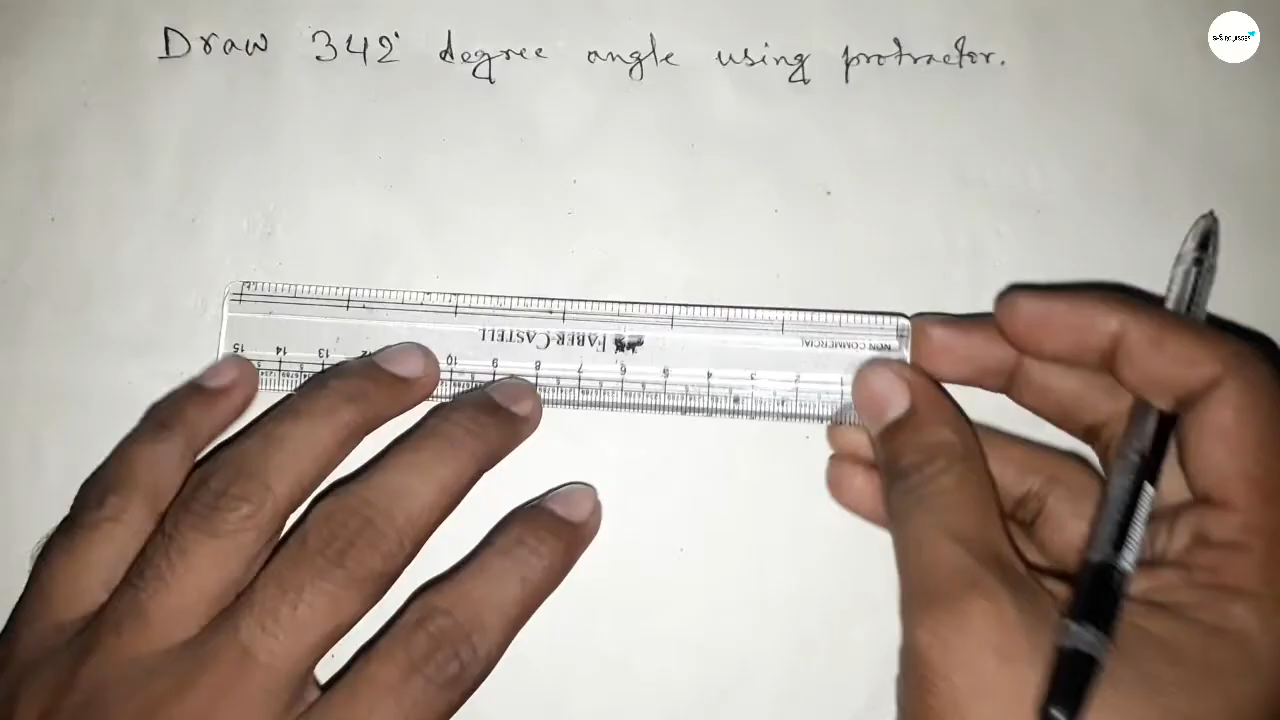 Draw 342° degree angle using protractor.
FABER-CASTELL
NON COMMERCIAL
15 14 13 12 10 9 8 7 6 5 4 3 2